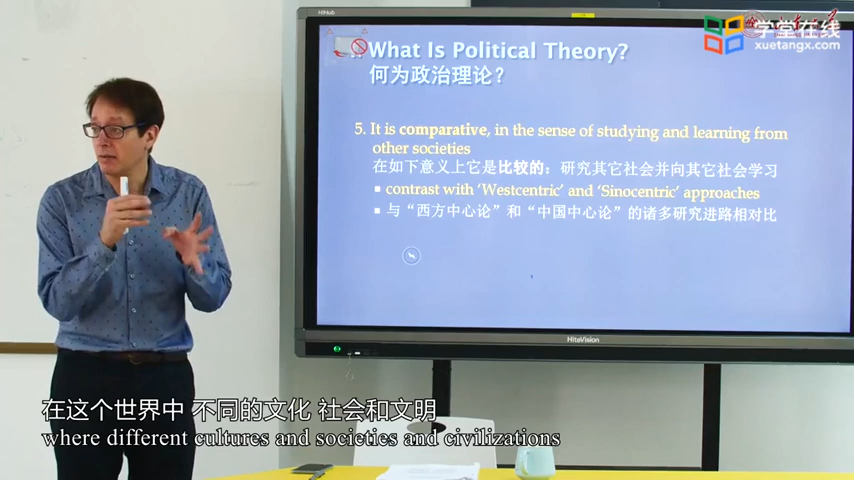 HiHub
What Is Political Theory?
何为政治理论？
学堂在线
xuetangx.com
5. It is comparative, in the sense of studying and learning from
other societies
在如下意义上它是比较的：研究其它社会并向其它社会学习
▪ contrast with ‘Westcentric’ and ‘Sinocentric’ approaches
▪ 与“西方中心论”和“中国中心论”的诸多研究进路相对比
HiteVision
在这个世界中 不同的文化 社会和文明
where different cultures and societies and civilizations